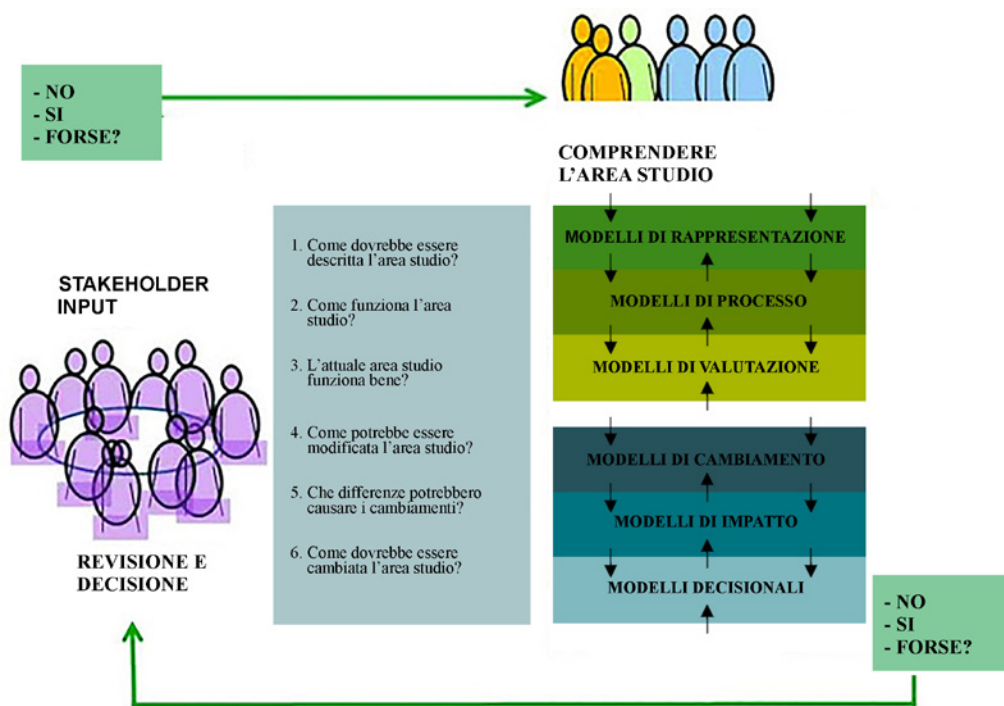 - NO
- SI
- FORSE?
COMPRENDERE
L'AREA STUDIO
STAKEHOLDER
INPUT
REVISIONE E
DECISIONE
1. Come dovrebbe essere
descritta l'area studio?
2. Come funziona l'area
studio?
3. L'attuale area studio
funziona bene?
4. Come potrebbe essere
modificata l'area studio?
5. Che differenze potrebbero
causare i cambiamenti?
6. Come dovrebbe essere
cambiata l'area studio?
MODELLI DI RAPPRESENTAZIONE
MODELLI DI PROCESSO
MODELLI DI VALUTAZIONE
MODELLI DI CAMBIAMENTO
MODELLI DI IMPATTO
MODELLI DECISIONALI
- NO
- SI
- FORSE?